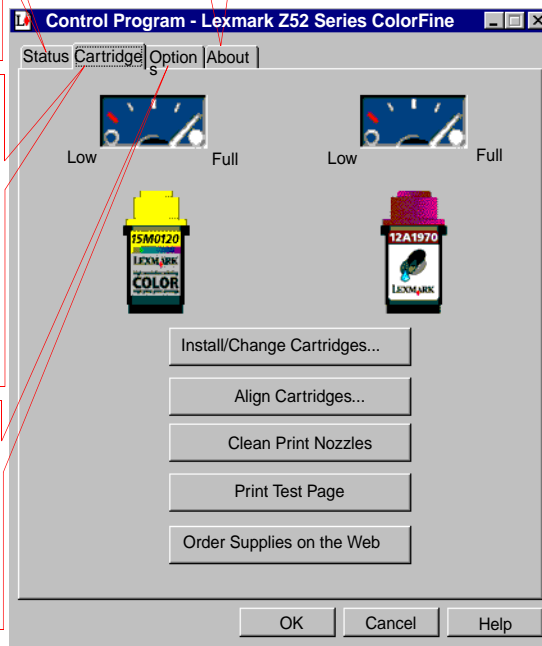 Control Program - Lexmark Z52 Series ColorFine
Status Cartridges Option About
Low Full Low Full
15M0120
LEXMARK
COLOR
12A1970
LEXMARK
Install/Change Cartridges...
Align Cartridges...
Clean Print Nozzles
Print Test Page
Order Supplies on the Web
OK Cancel Help